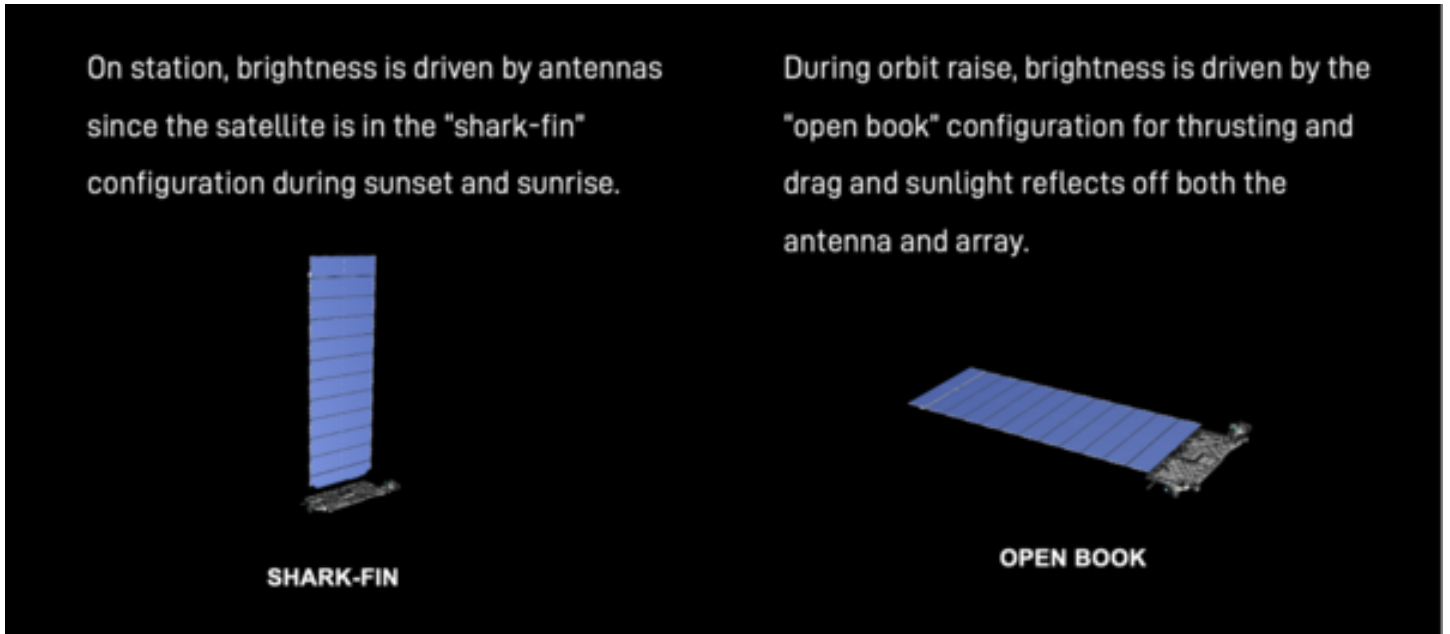 On station, brightness is driven by antennas
since the satellite is in the "shark-fin"
configuration during sunset and sunrise.
During orbit raise, brightness is driven by the
"open book" configuration for thrusting and
drag and sunlight reflects off both the
antenna and array.
SHARK-FIN
OPEN BOOK